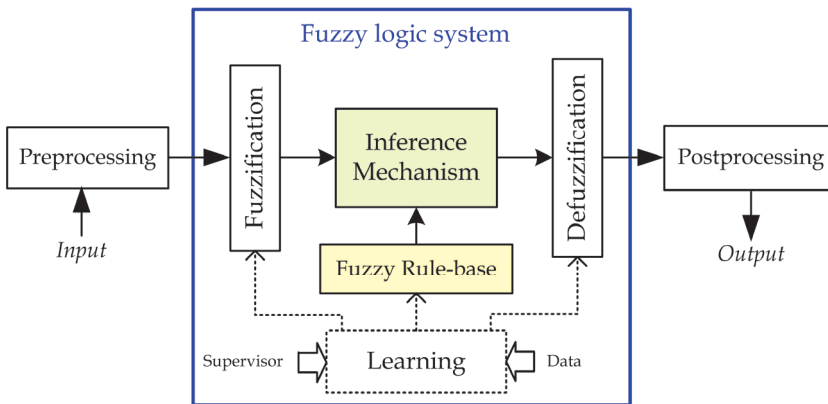 Fuzzy logic system
Preprocessing
Fuzzification
Inference
Mechanism
Defuzzification
Postprocessing
Input
Fuzzy Rule-base
Output
Supervisor
Learning
Data